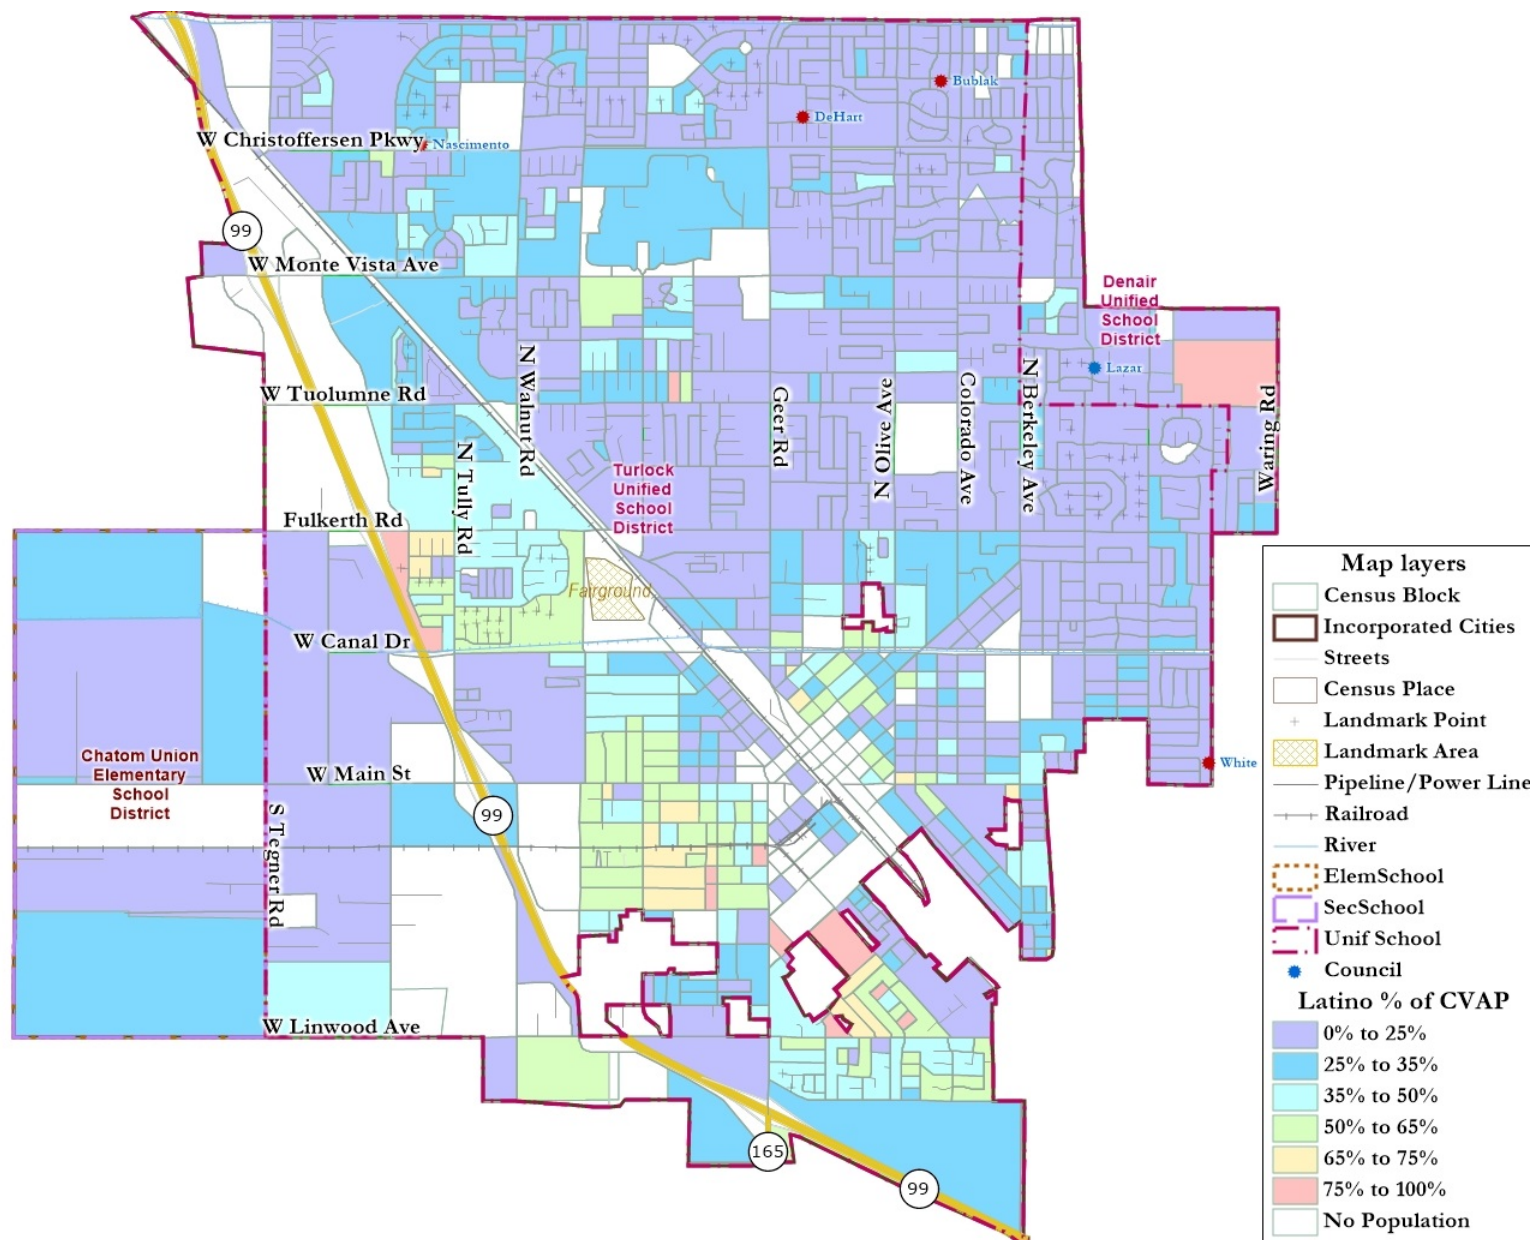 Bublak
DeHart
W Christoffersen Pkwy
Nascimento
99
W Monte Vista Ave
Denair
Unified
School
District
Lazar
N Walnut Rd
W Tuolumne Rd
Geer Rd
N Olive Ave
Colorado Ave
N Berkeley Ave
Waring Rd
N Tully Rd
Turlock
Unified
School
District
Fulkerth Rd
Fairground
W Canal Dr
Chatom Union
Elementary
School
District
W Main St
99
White
S Tegner Rd
W Linwood Ave
165
99
Map layers
Census Block
Incorporated Cities
Streets
Census Place
Landmark Point
Landmark Area
Pipeline/Power Line
Railroad
River
ElemSchool
SecSchool
Unif School
Council
Latino % of CVAP
0% to 25%
25% to 35%
35% to 50%
50% to 65%
65% to 75%
75% to 100%
No Population